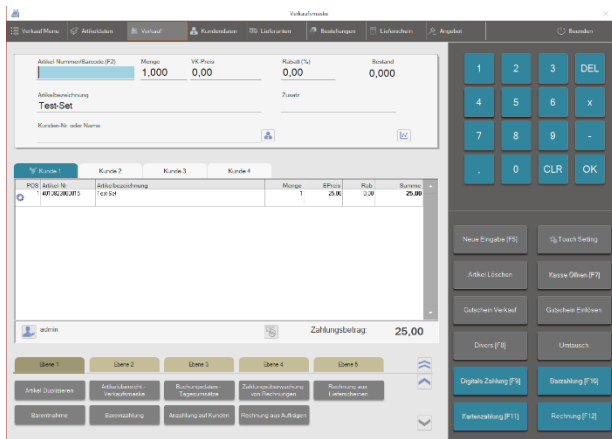 Verkaufsmaske
Verkauf Menü Artikeldaten Verkauf Kundendaten Lieferanten Bestellungen Lieferschein Angebot Beenden
Artikel Nummer/Barcode(F2) Menge VK-Preis Rabatt (%) Bestand
1,000 0,00 0,00 0,000
Artikelbezeichnung Zusatz
Test-Set
Kunden-Nr. oder Name
1 2 3 DEL
4 5 6 x
7 8 9 -
. 0 CLR OK
Kunde 1 Kunde 2 Kunde 3 Kunde 4
POS Artikel Nr Artikelbezeichnung Menge EPreis Rab Summe
1 Test-Set 1 25,00 0,00 25,00
admin Zahlungsbetrag: 25,00
Ebene 1 Ebene 2 Ebene 3 Ebene 4 Ebene 5
Artikel Duplizieren
Artikelübersicht -
Verkaufsmaske
Buchungsdaten -
Tagesumsätze
Zahlungsüberwachung
von Rechnungen
Rechnung aus
Lieferscheinen
Barentnahme Bareinzahlung Anzahlung auf Kunden Rechnung aus Aufträgen
Neue Eingabe [F5] Touch Seting
Artikel Löschen Kasse Öffnen [F7]
Gutschein Verkauf Gutschein Einlösen
Divers [F8] Umtausch
Digitale Zahlung [F9] Barzahlung [F10]
Kartenzahlung [F11] Rechnung [F12]